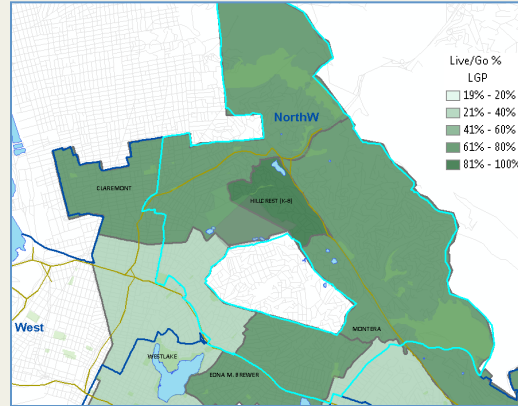 Live/Go %
LGP
19% - 20%
21% - 40%
41% - 60%
61% - 80%
81% - 100%
NorthW
CLAREMONT
HILLCREST (K-8)
West
MONTERA
WESTLAKE
EDNA M. BREWER